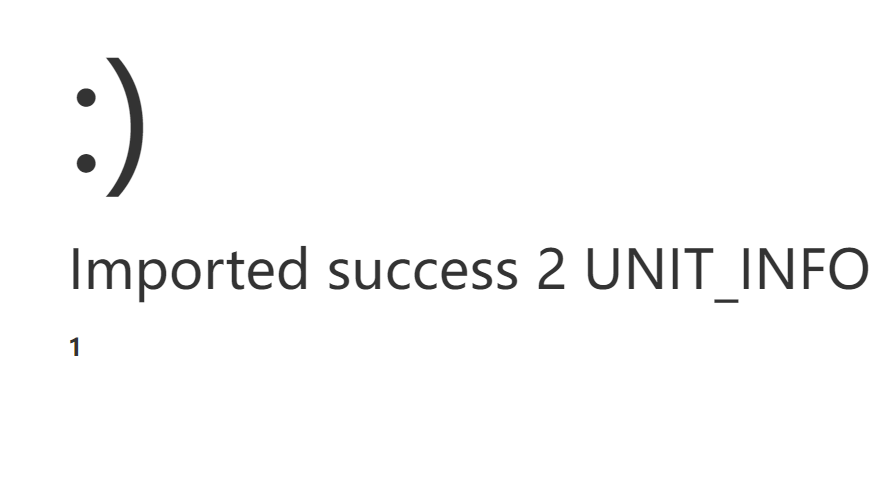 :)
Imported success 2 UNIT_INFO
1